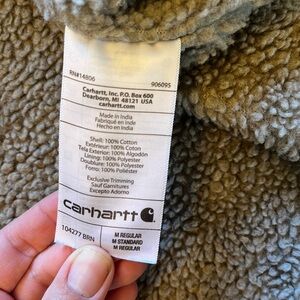 RN#14806 906095
Carhartt, Inc. P.O. Box 600
Dearborn, MI 48121 USA
carhartt.com
Made in India
Fabriqué en Inde
Hecho en India
Shell: 100% Cotton
Extérieur: 100% Coton
Tela Exterior: 100% Algodón
Lining: 100% Polyester
Doublure: 100% Polyester
Forro: 100% Poliéster
Exclusive Trimming
Sauf Garnitures
Excepto Adorno
carhartt
104277 BRN M REGULAR
M STANDARD
M REGULAR